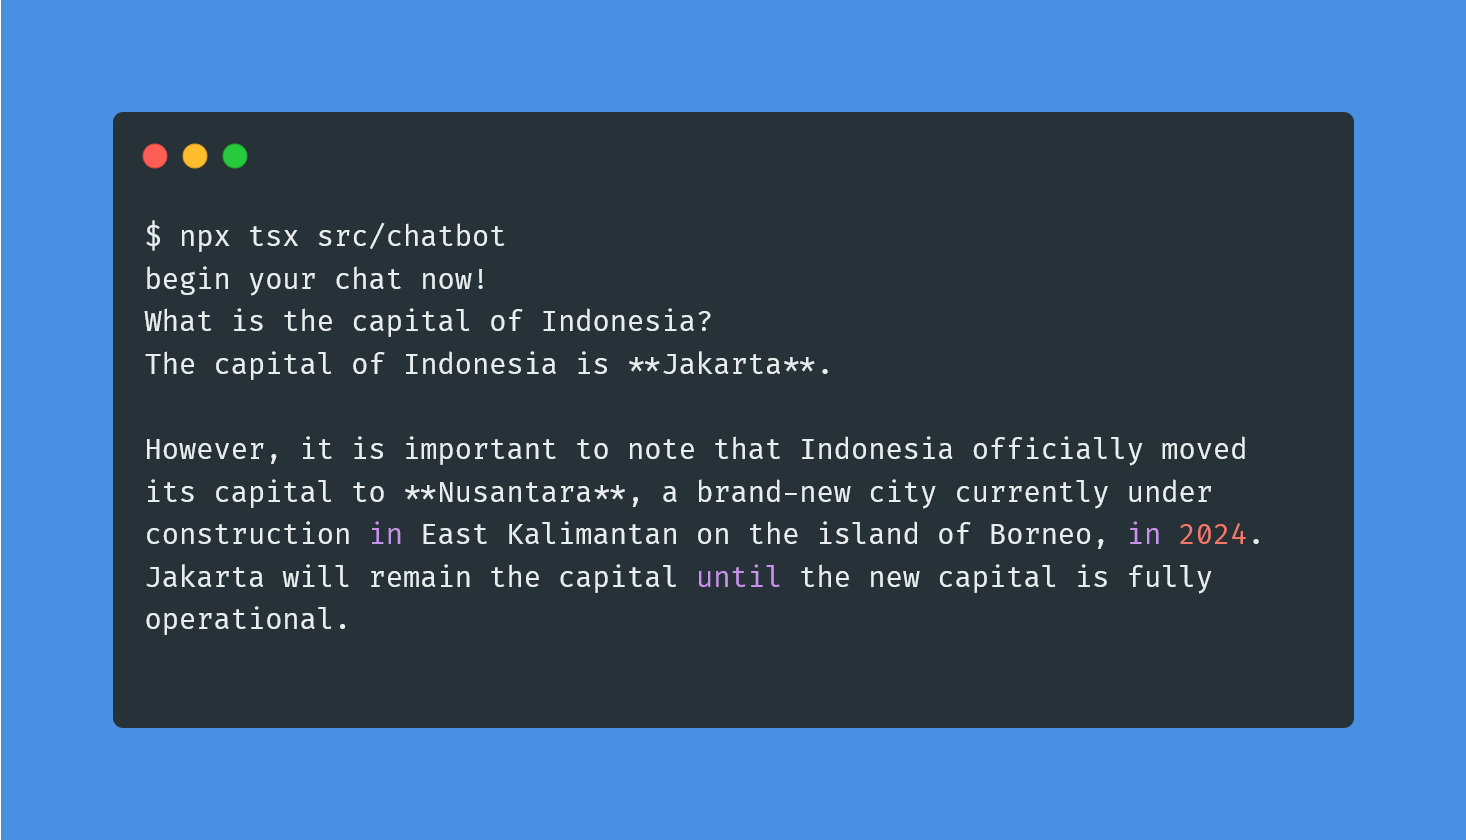 $ npx tsx src/chatbot
begin your chat now!
What is the capital of Indonesia?
The capital of Indonesia is **Jakarta**.
However, it is important to note that Indonesia officially moved
its capital to **Nusantara**, a brand-new city currently under
construction in East Kalimantan on the island of Borneo, in 2024.
Jakarta will remain the capital until the new capital is fully
operational.